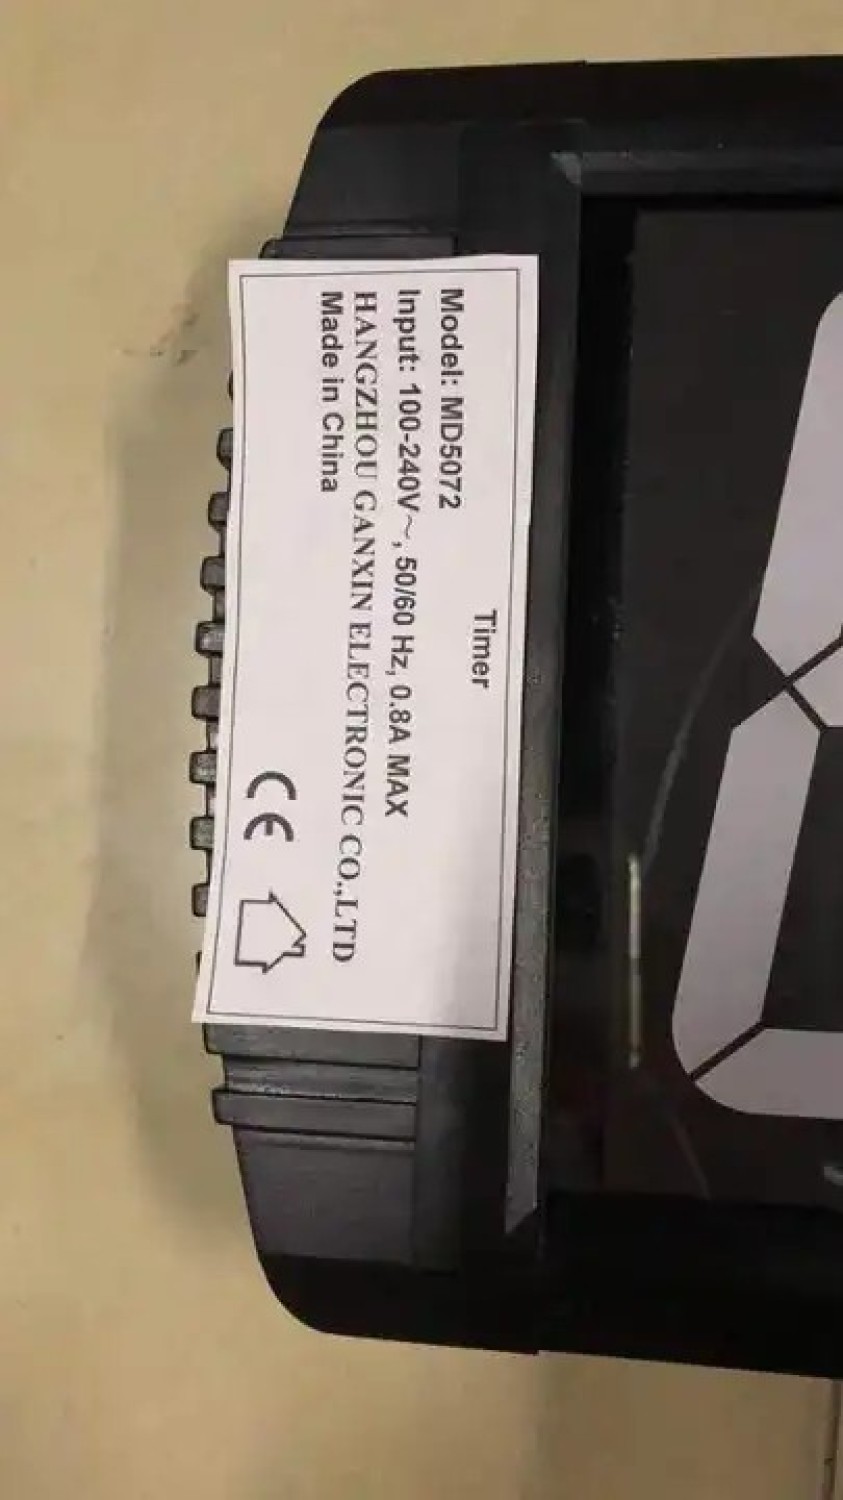 Timer
Model: MD5072
Input: 100-240V～, 50/60 Hz, 0.8A MAX
HANGZHOU GANXIN ELECTRONIC CO.,LTD
Made in China
CE